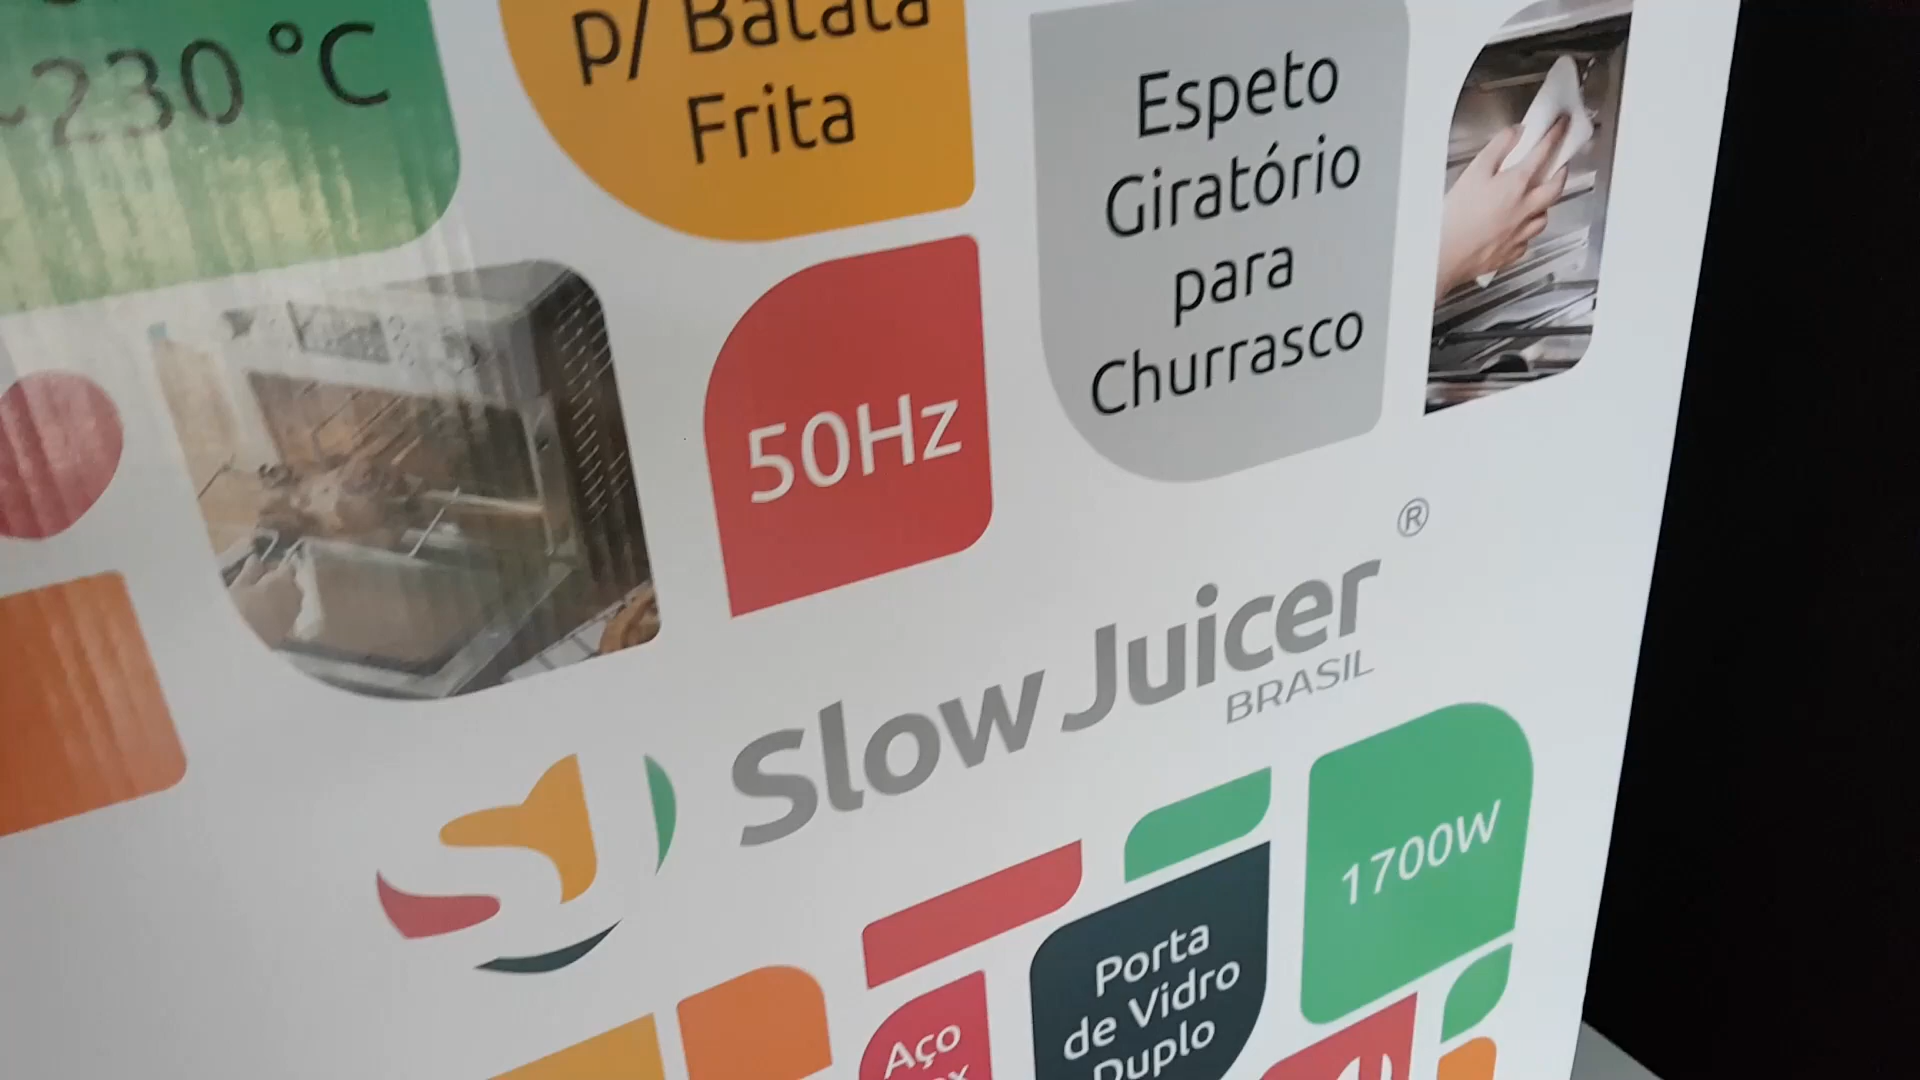 ~230 °C
p/ Batata
Frita
Espeto
Giratório
para
Churrasco
50Hz
®
Slow Juicer
BRASIL
1700W
Porta
de Vidro
Duplo
Aço